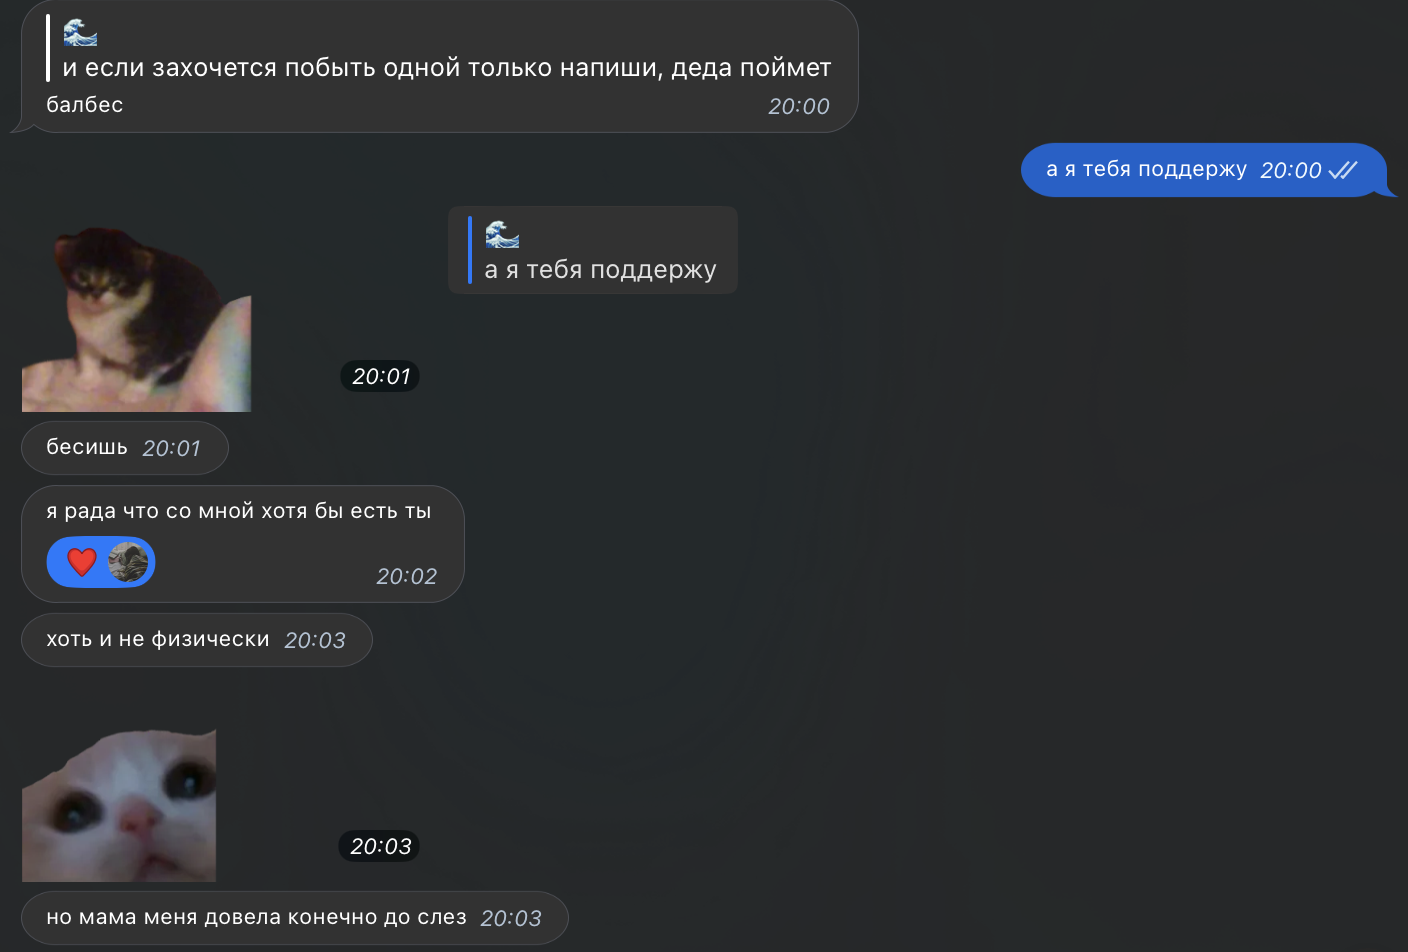 🌊
и если захочется побыть одной только напиши, деда поймет
балбес 20:00
а я тебя поддержу 20:00
🌊
а я тебя поддержу
20:01
бесишь 20:01
я рада что со мной хотя бы есть ты
❤️ 20:02
хоть и не физически 20:03
20:03
но мама меня довела конечно до слез 20:03